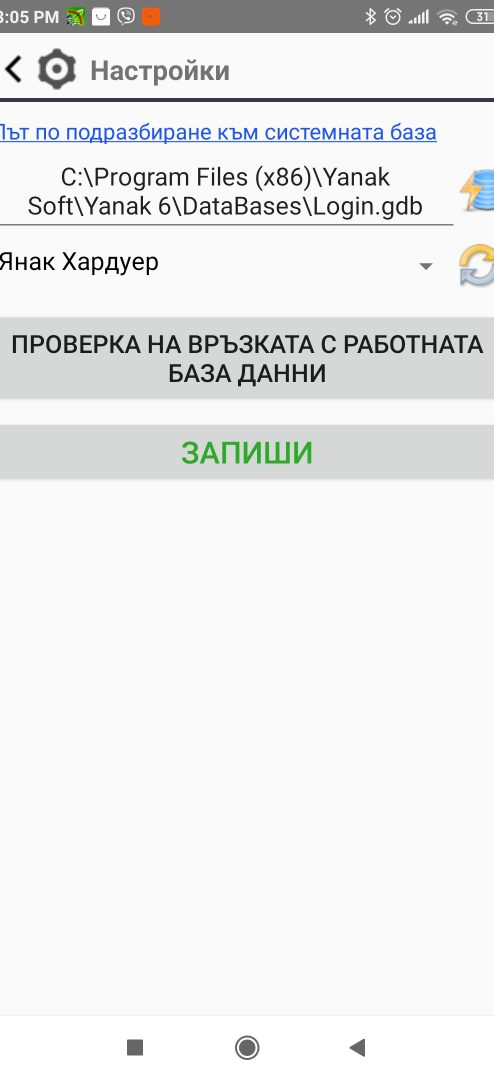 :05 PM
31
Настройки
Път по подразбиране към системната база
C:\Program Files (x86)\Yanak
Soft\Yanak 6\DataBases\Login.gdb
Янак Хардуер
ПРОВЕРКА НА ВРЪЗКАТА С РАБОТНАТА
БАЗА ДАННИ
ЗАПИШИ